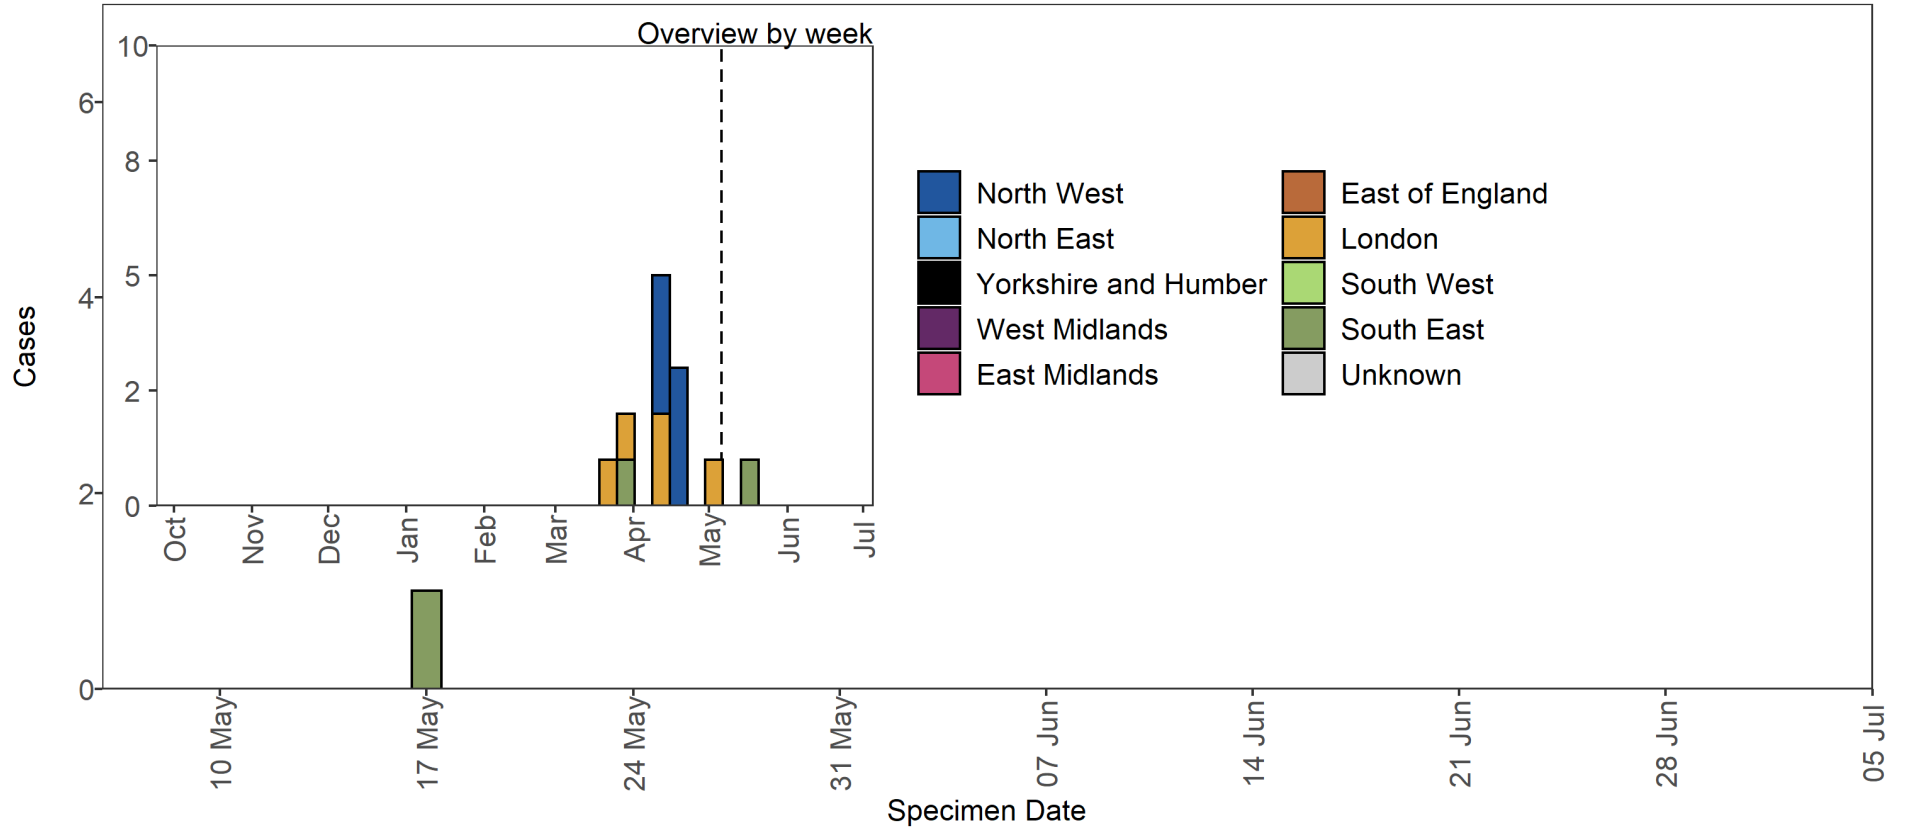 Overview by week
10
8
5
2
0
Oct Nov Dec Jan Feb Mar Apr May Jun Jul
6
4
2
0
Cases
North West
North East
Yorkshire and Humber
West Midlands
East Midlands
East of England
London
South West
South East
Unknown
10 May 17 May 24 May 31 May 07 Jun 14 Jun 21 Jun 28 Jun 05 Jul
Specimen Date